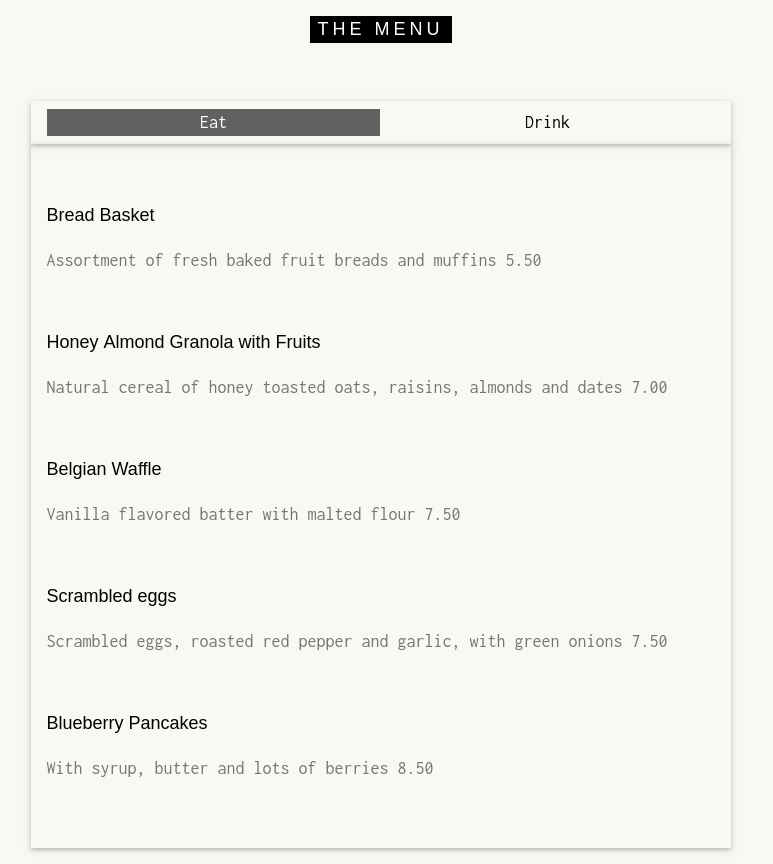 THE MENU
Eat
Drink
Bread Basket
Assortment of fresh baked fruit breads and muffins 5.50
Honey Almond Granola with Fruits
Natural cereal of honey toasted oats, raisins, almonds and dates 7.00
Belgian Waffle
Vanilla flavored batter with malted flour 7.50
Scrambled eggs
Scrambled eggs, roasted red pepper and garlic, with green onions 7.50
Blueberry Pancakes
With syrup, butter and lots of berries 8.50